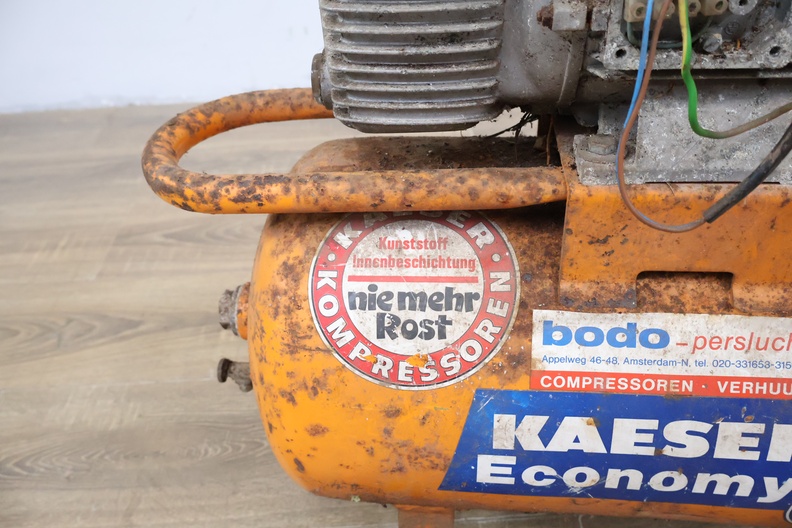 KAESER
Kunststoff
Innenbeschichtung
nie mehr
Rost
KOMPRESSOREN
bodo - persluch
Appelweg 46-48, Amsterdam-N, tel. 020-331653-315
COMPRESSOREN · VERHUU
KAESER
Economy